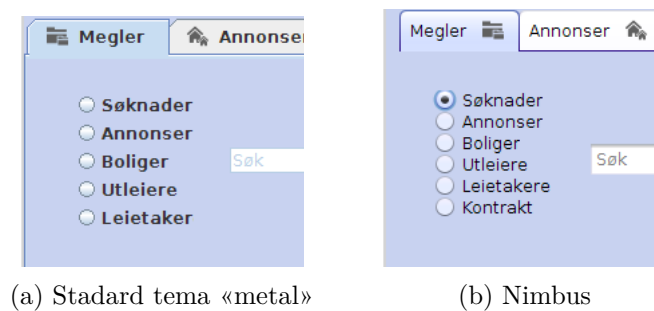 Megler Annonser
Søknader
Annonser
Boliger
Søk
Utleiere
Leietaker
Megler Annonser
Søknader
Annonser
Boliger
Utleiere
Søk
Leietakere
Kontrakt
(a) Stadard tema «metal»
(b) Nimbus